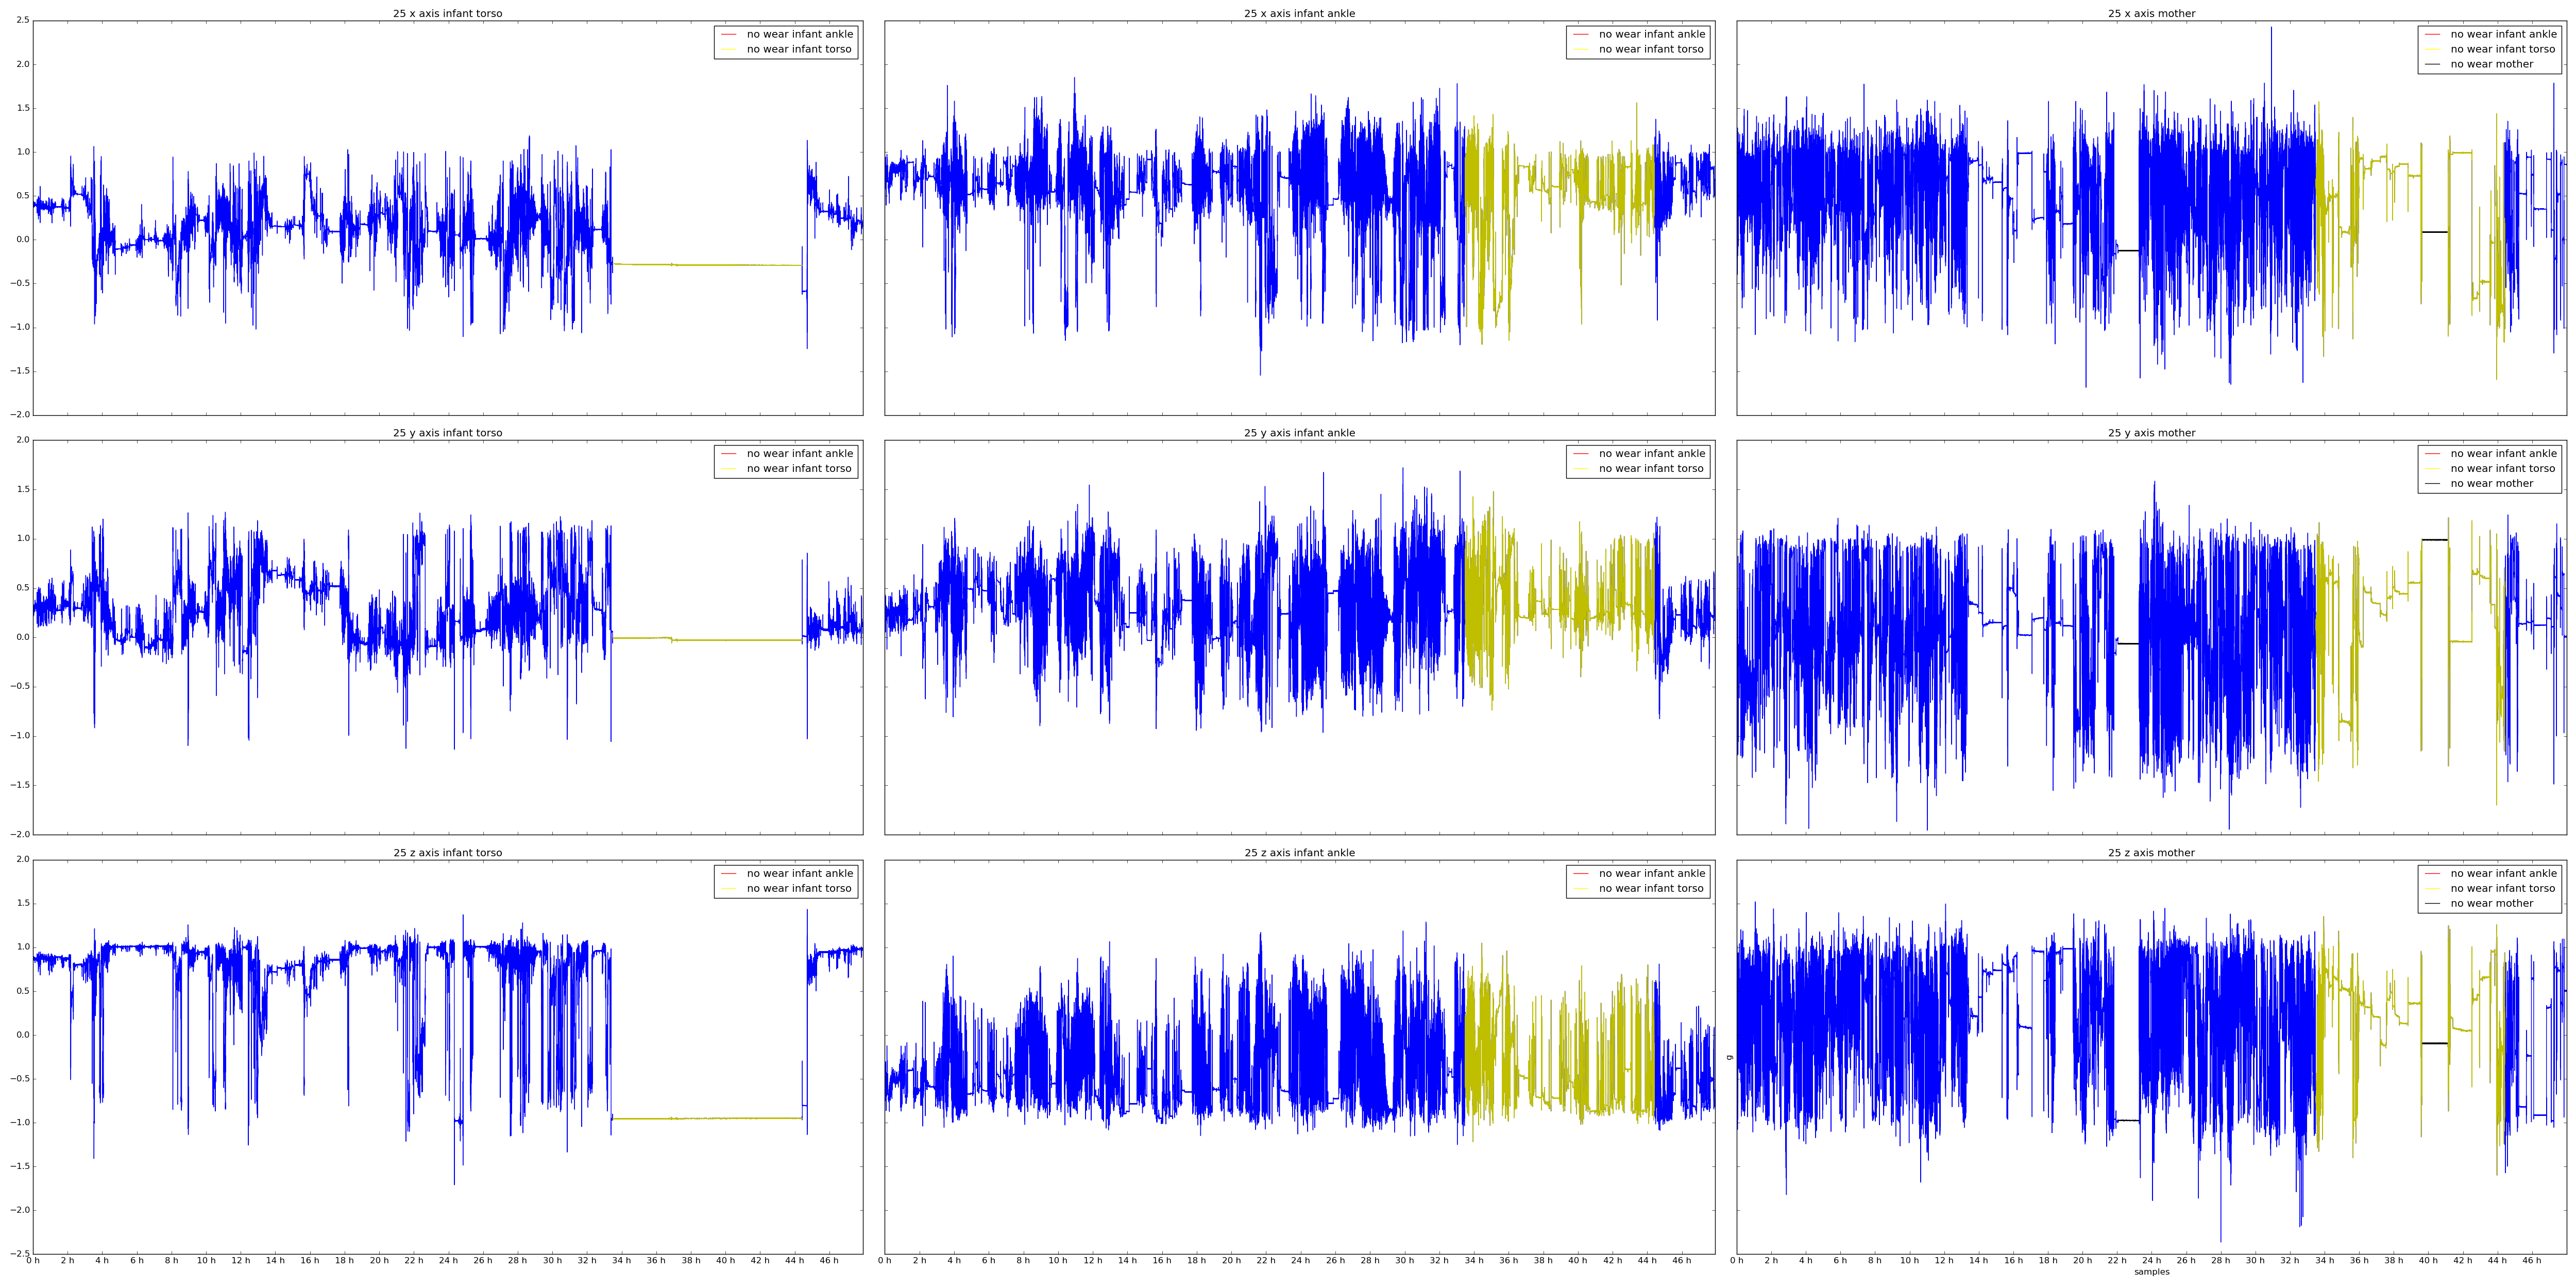 25 x axis infant torso
25 x axis infant ankle
25 x axis mother
no wear infant ankle
no wear infant torso
no wear infant ankle
no wear infant torso
no wear infant ankle
no wear infant torso
no wear mother
2.5
2.0
1.5
1.0
0.5
0.0
−0.5
−1.0
−1.5
−2.0
25 y axis infant torso
25 y axis infant ankle
25 y axis mother
no wear infant ankle
no wear infant torso
no wear infant ankle
no wear infant torso
no wear infant ankle
no wear infant torso
no wear mother
2.0
1.5
1.0
0.5
0.0
−0.5
−1.0
−1.5
−2.0
25 z axis infant torso
25 z axis infant ankle
25 z axis mother
no wear infant ankle
no wear infant torso
no wear infant ankle
no wear infant torso
no wear infant ankle
no wear infant torso
no wear mother
2.0
1.5
1.0
0.5
0.0
−0.5
−1.0
−1.5
−2.0
−2.5
g
0 h 2 h 4 h 6 h 8 h 10 h 12 h 14 h 16 h 18 h 20 h 22 h 24 h 26 h 28 h 30 h 32 h 34 h 36 h 38 h 40 h 42 h 44 h 46 h
0 h 2 h 4 h 6 h 8 h 10 h 12 h 14 h 16 h 18 h 20 h 22 h 24 h 26 h 28 h 30 h 32 h 34 h 36 h 38 h 40 h 42 h 44 h 46 h
0 h 2 h 4 h 6 h 8 h 10 h 12 h 14 h 16 h 18 h 20 h 22 h 24 h 26 h 28 h 30 h 32 h 34 h 36 h 38 h 40 h 42 h 44 h 46 h
samples